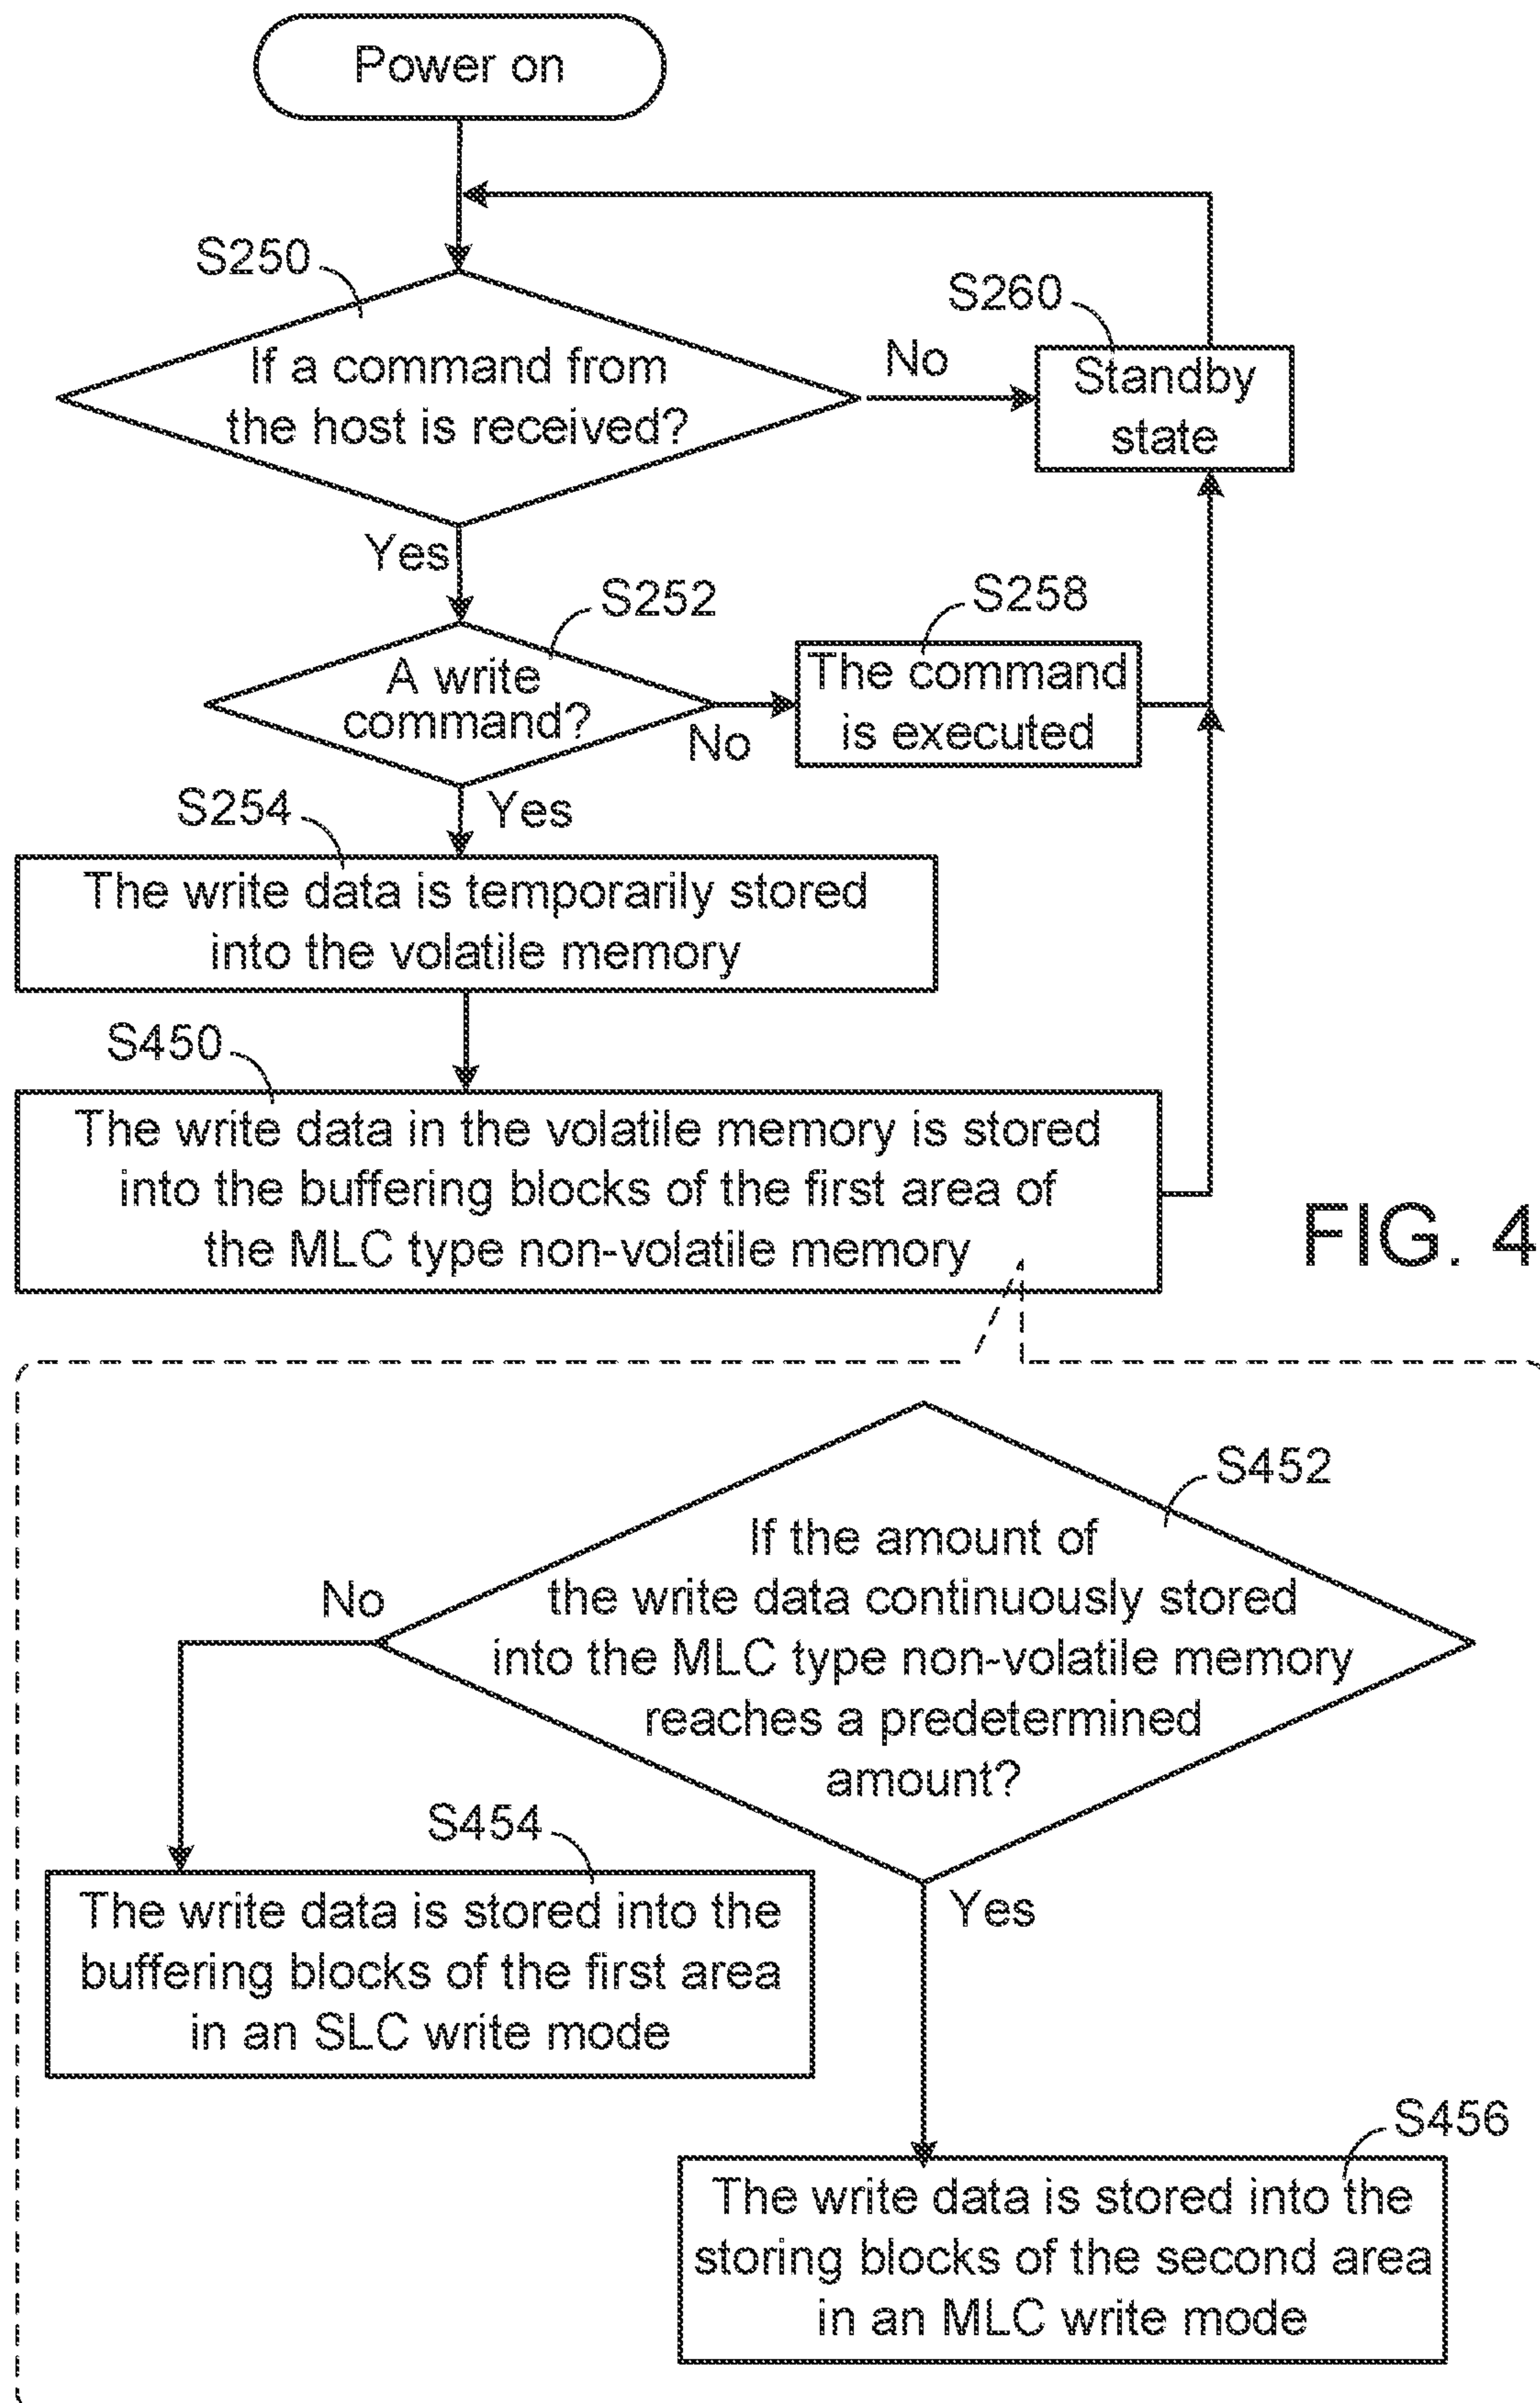 Power on
S250
If a command from
the host is received?
No
S260
Standby
state
Yes
S252
A write
command?
No
S258
The command
is executed
Yes
S254
The write data is temporarily stored
into the volatile memory
S450
The write data in the volatile memory is stored
into the buffering blocks of the first area of
the MLC type non-volatile memory
FIG. 4
S452
If the amount of
the write data continuously stored
into the MLC type non-volatile memory
reaches a predetermined
amount?
No
S454
The write data is stored into the
buffering blocks of the first area
in an SLC write mode
Yes
S456
The write data is stored into the
storing blocks of the second area
in an MLC write mode